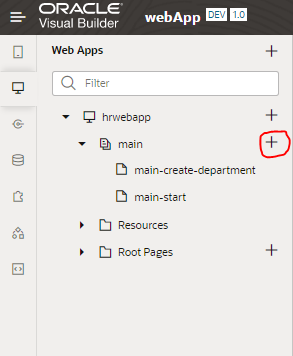 ORACLE
Visual Builder
webApp DEV 1.0
Web Apps
Filter
hrwebapp
main
main-create-department
main-start
Resources
Root Pages